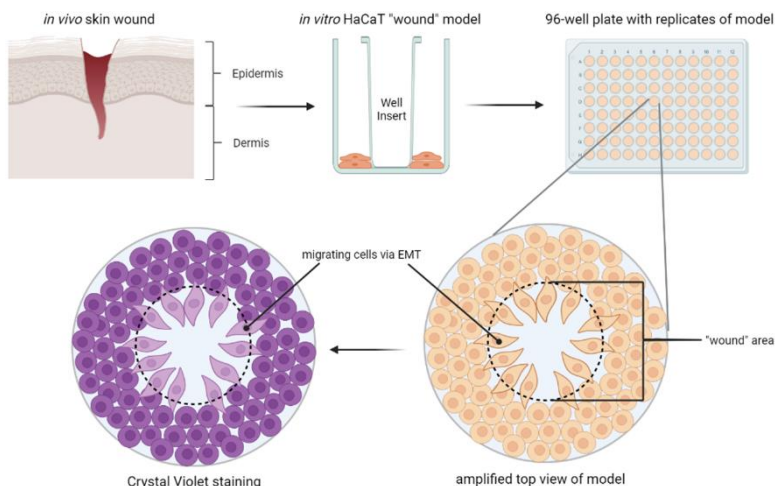 in vivo skin wound
in vitro HaCaT "wound" model
96-well plate with replicates of model
Epidermis
Dermis
Well
Insert
1 2 3 4 5 6 7 8 9 10 11 12
A
B
C
D
E
F
G
H
migrating cells via EMT
"wound" area
Crystal Violet staining
amplified top view of model